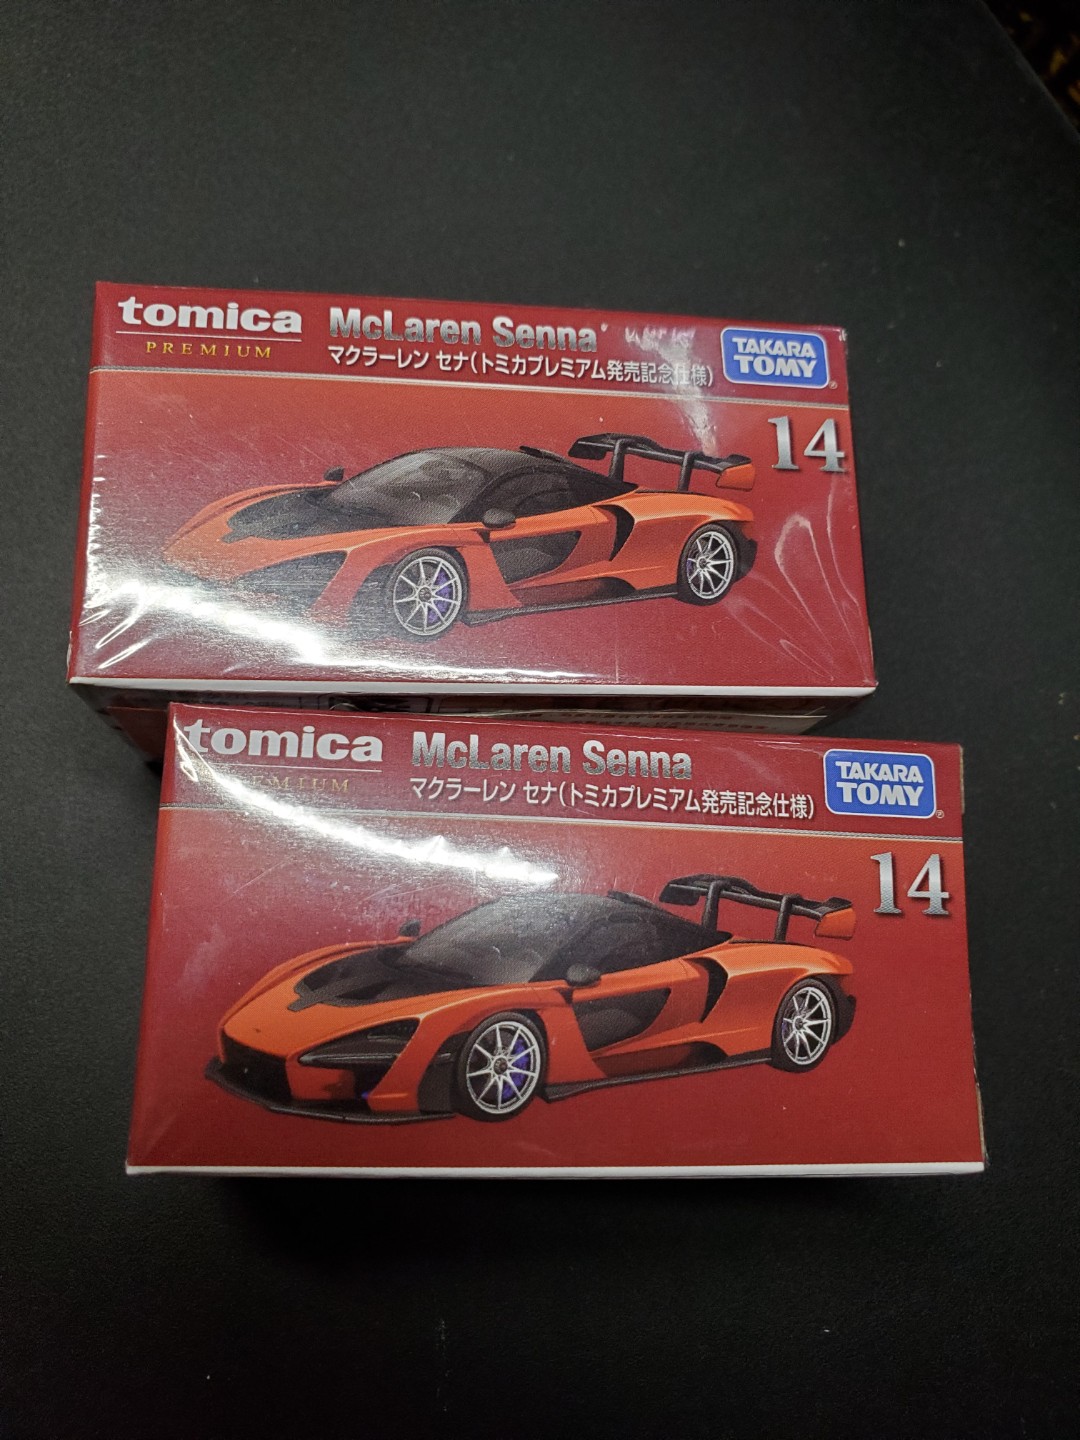 tomica
PREMIUM
McLaren Senna
マクラーレン セナ(トミカプレミアム発売記念仕様)
TAKARA
TOMY
14
tomica
PREMIUM
McLaren Senna
マクラーレン セナ(トミカプレミアム発売記念仕様)
TAKARA
TOMY
14